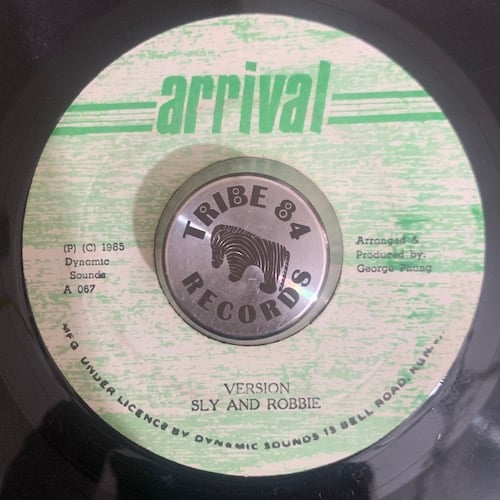 arrival
TRIBE 84
RECORDS
(P) (C) 1985
Dynamic
Sounds
A 067
Arranged &
Produced by:
George Phang
VERSION
SLY AND ROBBIE
MFG UNDER LICENCE BY DYNAMIC SOUNDS 15 BELL ROAD.